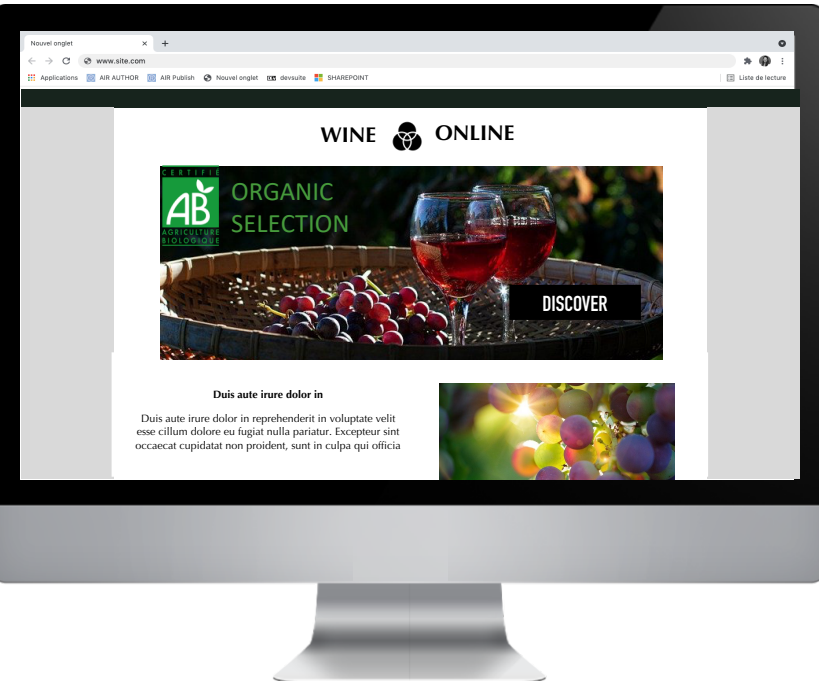 Nouvel onglet
www.site.com
Applications AIR AUTHOR AIR Publish Nouvel onglet devsuite SHAREPOINT Liste de lecture
WINE ONLINE
CERTIFIÉ
AB
AGRICULTURE
BIOLOGIQUE
ORGANIC
SELECTION
DISCOVER
Duis aute irure dolor in
Duis aute irure dolor in reprehenderit in voluptate velit
esse cillum dolore eu fugiat nulla pariatur. Excepteur sint
occaecat cupidatat non proident, sunt in culpa qui officia